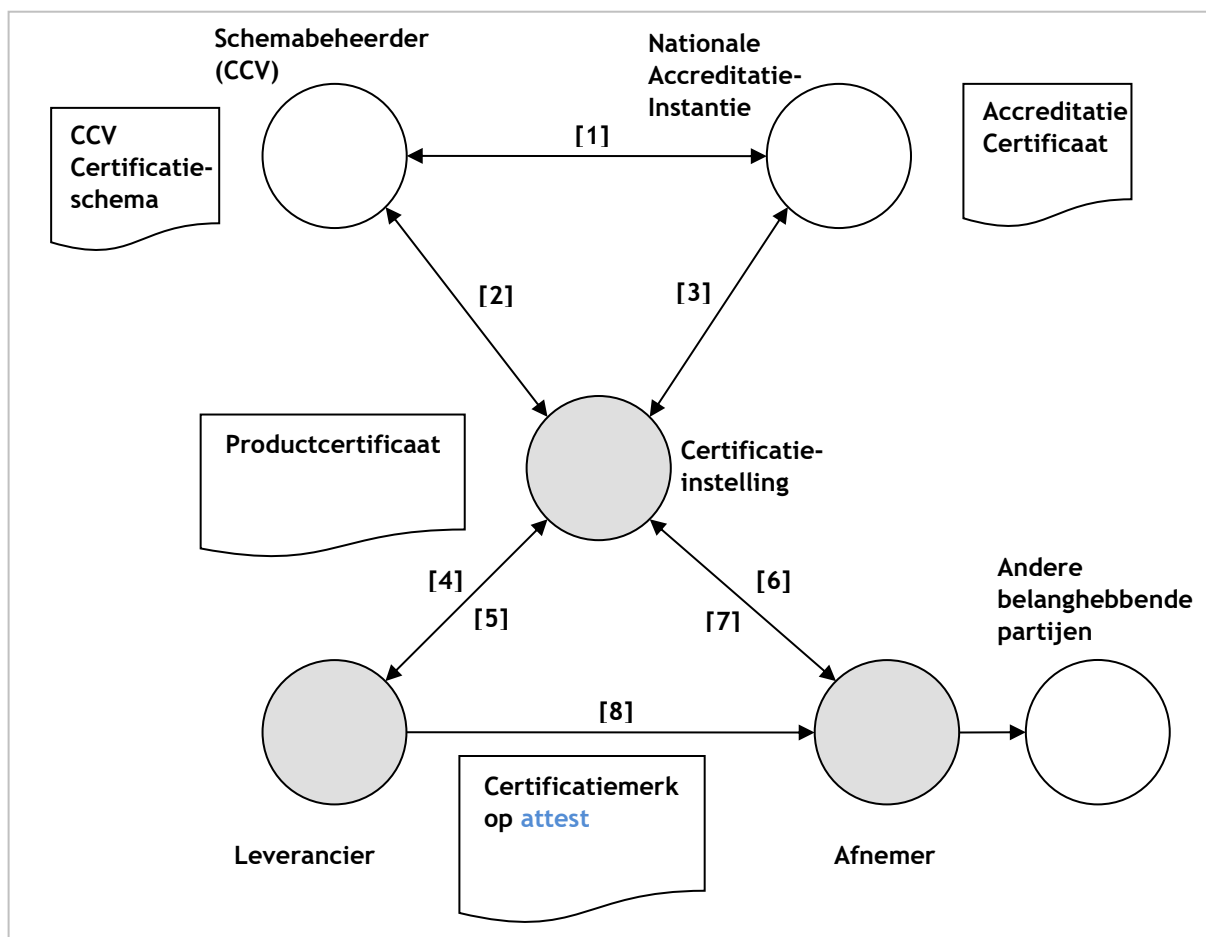 Schemabeheerder
(CCV)
Nationale
Accreditatie-
Instantie
CCV
Certificatie-
schema
[1]
Accreditatie
Certificaat
[2]
[3]
Productcertificaat
Certificatie-
instelling
[4]
[5]
[6]
[7]
Andere
belanghebbende
partijen
[8]
Certificatiemerk
op attest
Leverancier
Afnemer